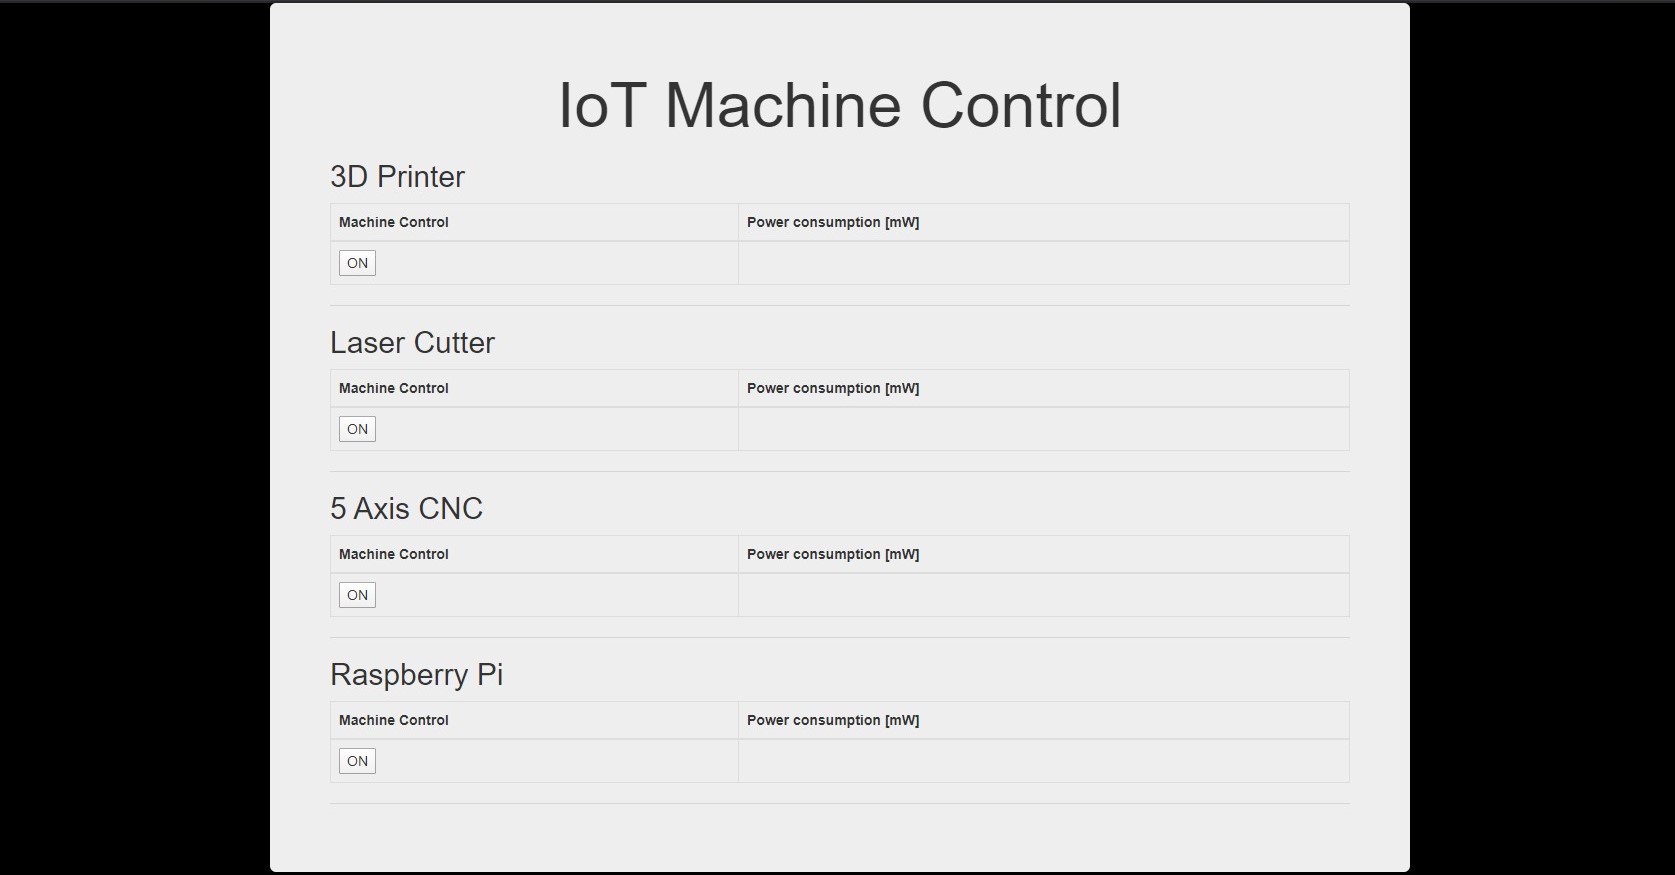 IoT Machine Control
3D Printer
Machine Control Power consumption [mW]
ON
Laser Cutter
Machine Control Power consumption [mW]
ON
5 Axis CNC
Machine Control Power consumption [mW]
ON
Raspberry Pi
Machine Control Power consumption [mW]
ON